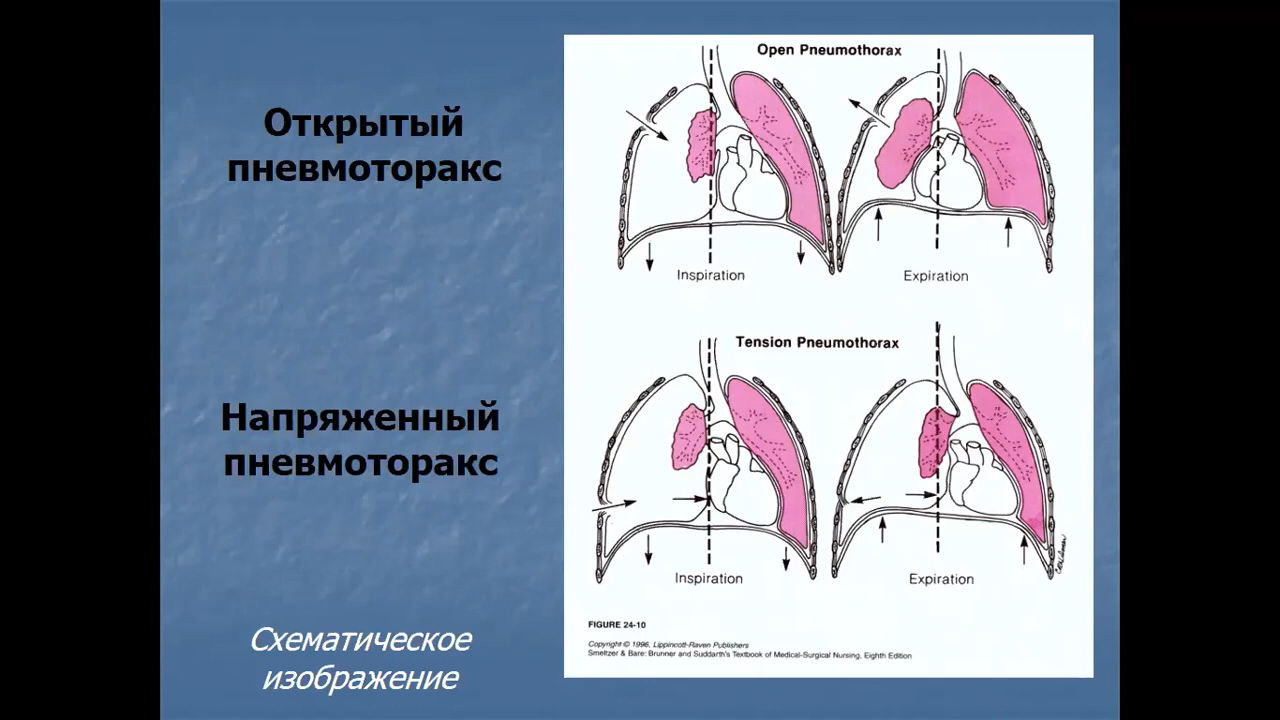 Открытый
пневмоторакс
Напряженный
пневмоторакс
Схематическое
изображение
Open Pneumothorax
Inspiration
Expiration
Tension Pneumothorax
Inspiration
Expiration
FIGURE 24-10
Copyright © 1996, Lippincott-Raven Publishers
Smeltzer & Bare: Brunner and Suddarth's Textbook of Medical-Surgical Nursing, Eighth Edition